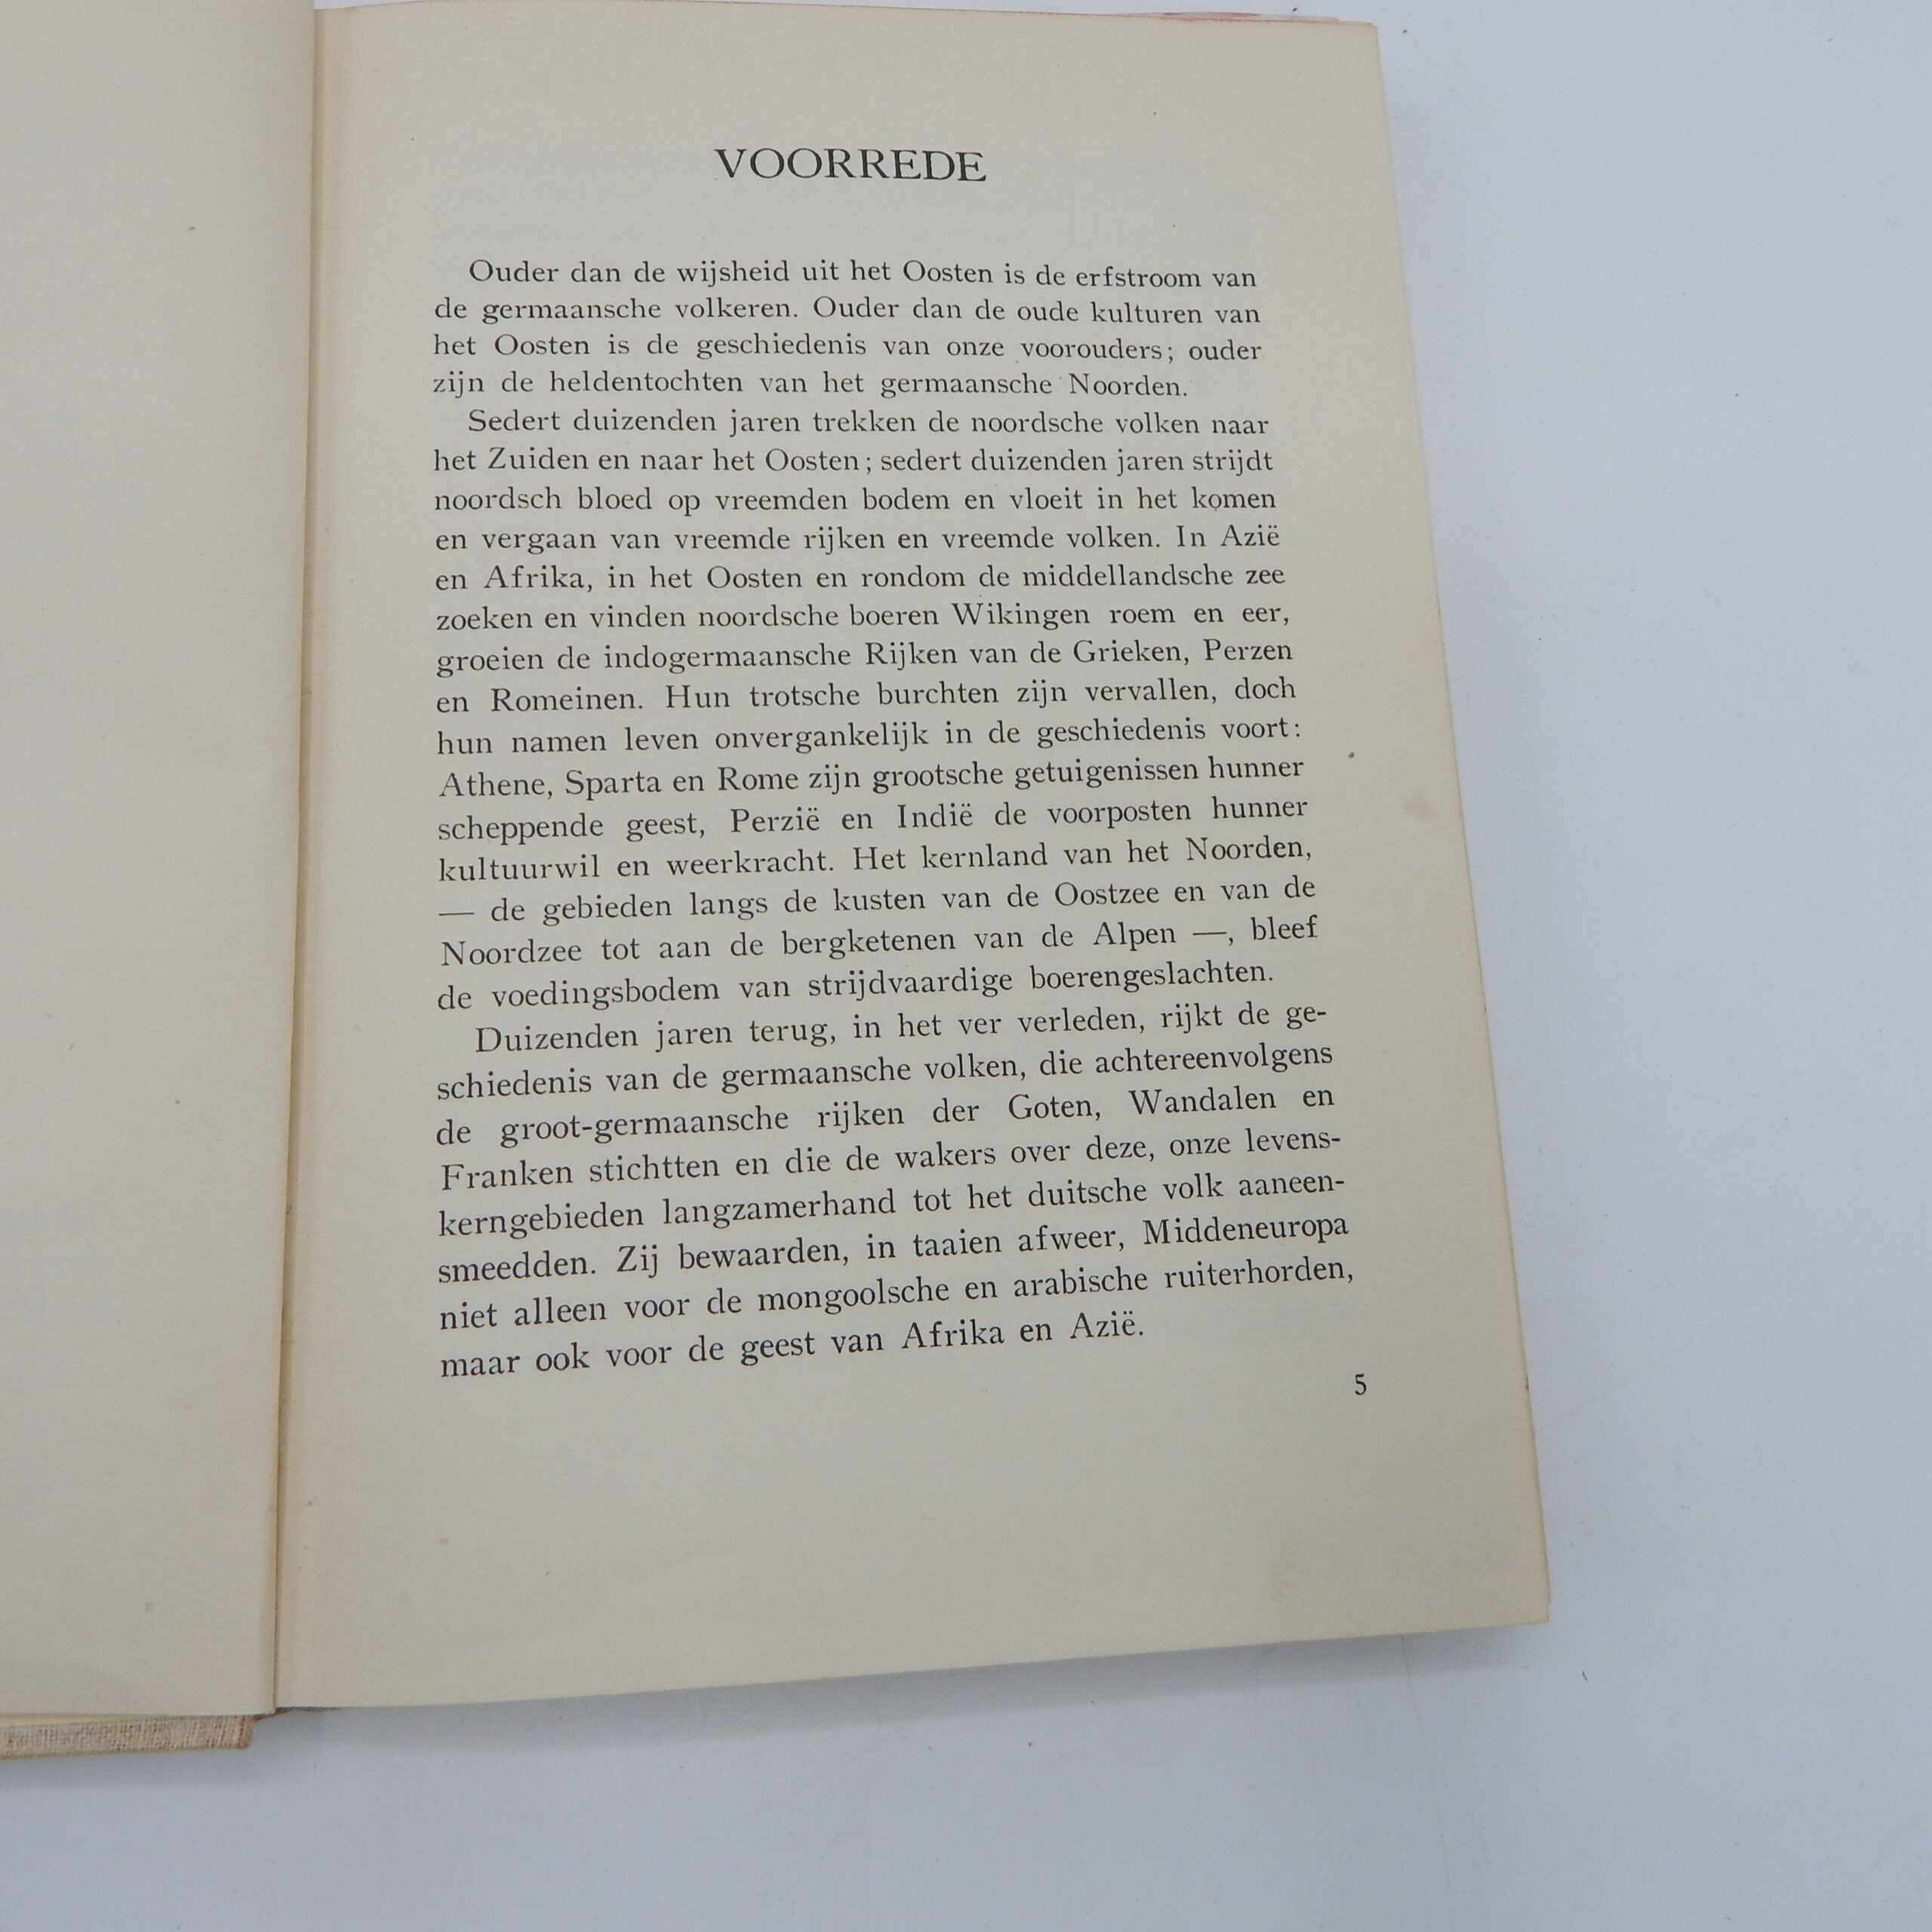 VOORREDE
Ouder dan de wijsheid uit het Oosten is de erfstroom van
de germaansche volkeren. Ouder dan de oude kulturen van
het Oosten is de geschiedenis van onze voorouders; ouder
zijn de heldentochten van het germaansche Noorden.
Sedert duizenden jaren trekken de noordsche volken naar
het Zuiden en naar het Oosten; sedert duizenden jaren strijdt
noordsch bloed op vreemden bodem en vloeit in het komen
en vergaan van vreemde rijken en vreemde volken. In Azië
en Afrika, in het Oosten en rondom de middellandsche zee
zoeken en vinden noordsche boeren Wikingen roem en eer,
groeien de indogermaansche Rijken van de Grieken, Perzen
en Romeinen. Hun trotsche burchten zijn vervallen, doch
hun namen leven onvergankelijk in de geschiedenis voort:
Athene, Sparta en Rome zijn grootsche getuigenissen hunner
scheppende geest, Perzië en Indië de voorposten hunner
kultuurwil en weerkracht. Het kernland van het Noorden,
— de gebieden langs de kusten van de Oostzee en van de
Noordzee tot aan de bergketenen van de Alpen —, bleef
de voedingsbodem van strijdvaardige boerengeslachten.
Duizenden jaren terug, in het ver verleden, rijkt de ge-
schiedenis van de germaansche volken, die achtereenvolgens
de groot-germaansche rijken der Goten, Wandalen en
Franken stichtten en die de wakers over deze, onze levens-
kerngebieden langzamerhand tot het duitsche volk aaneen-
smeedden. Zij bewaarden, in taaien afweer, Middeneuropa
niet alleen voor de mongoolsche en arabische ruiterhorden,
maar ook voor de geest van Afrika en Azië.
5